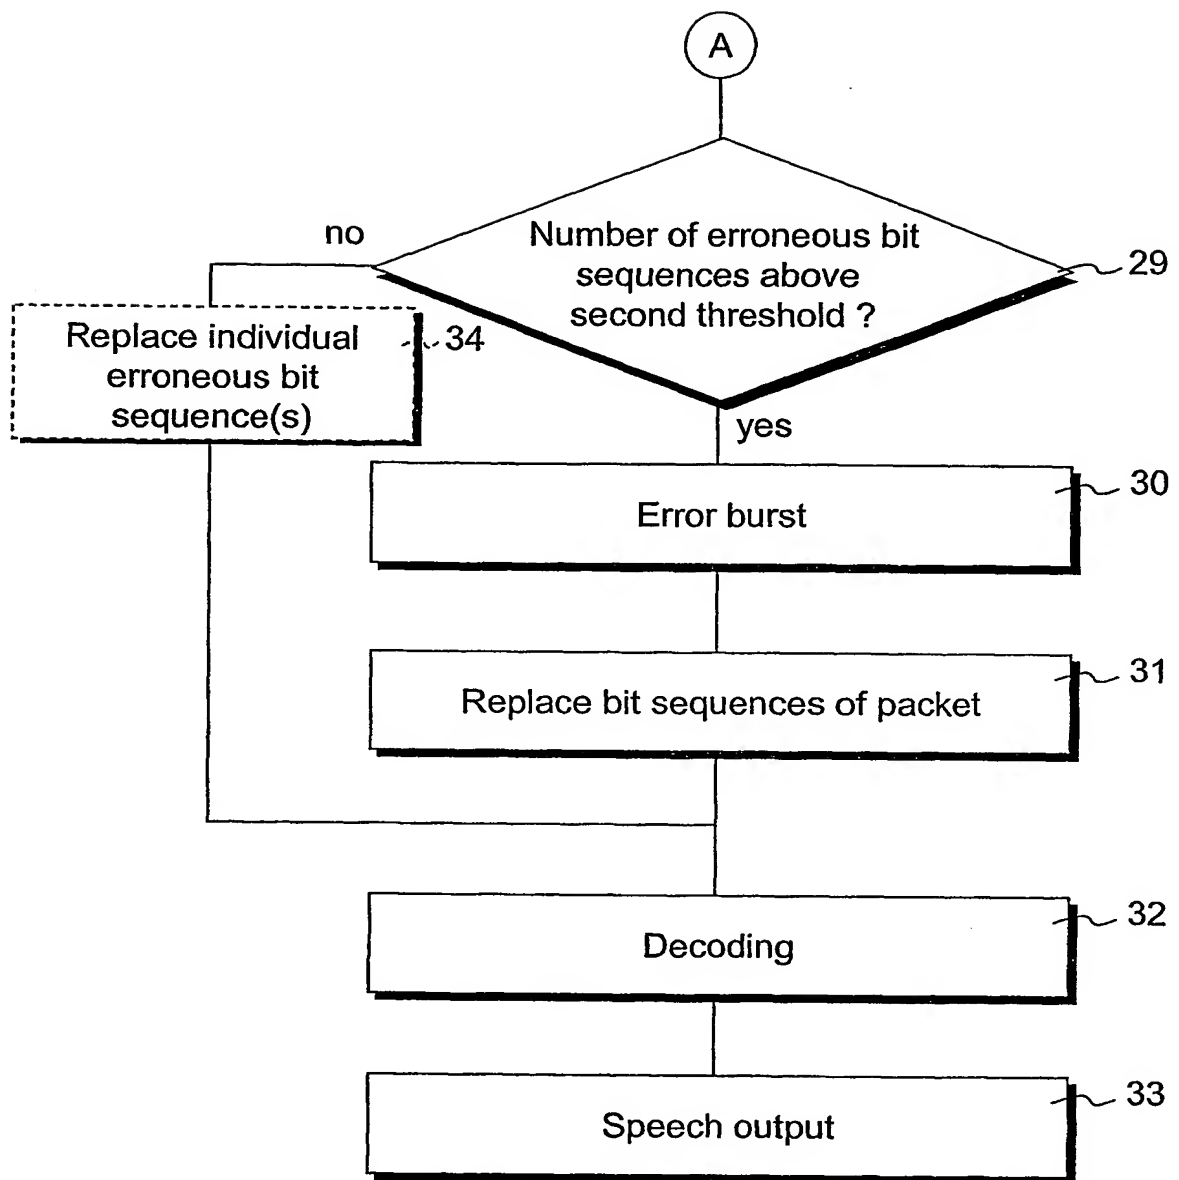 A
no
Number of erroneous bit
sequences above
second threshold ?
29
Replace individual
erroneous bit
sequence(s)
34
yes
30
Error burst
31
Replace bit sequences of packet
32
Decoding
33
Speech output